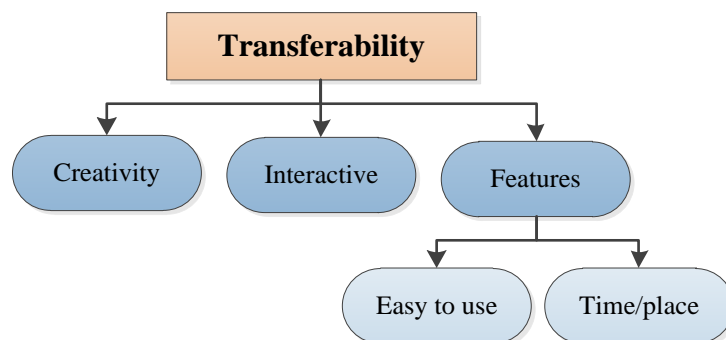 Transferability
Creativity
Interactive
Features
Easy to use
Time/place